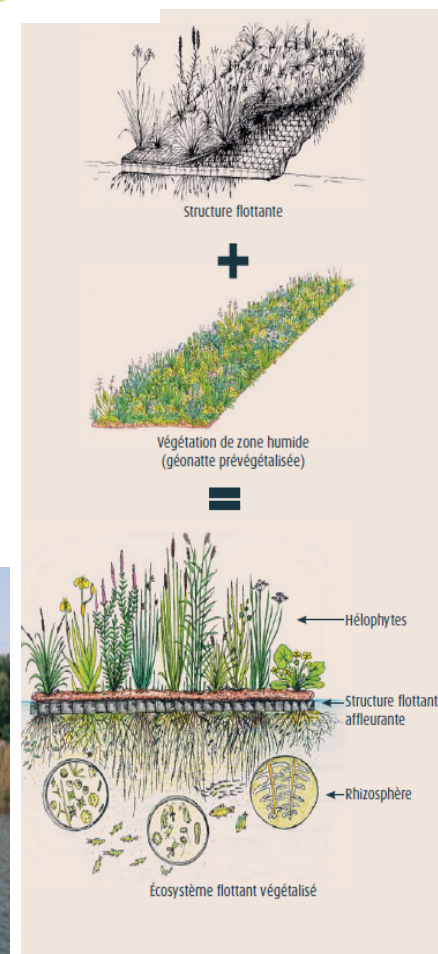 Structure flottante
+
Végétation de zone humide
(géonatte prévégétalisée)
=
Hélophytes
Structure flottant
affleurante
Rhizosphère
Écosystème flottant végétalisé